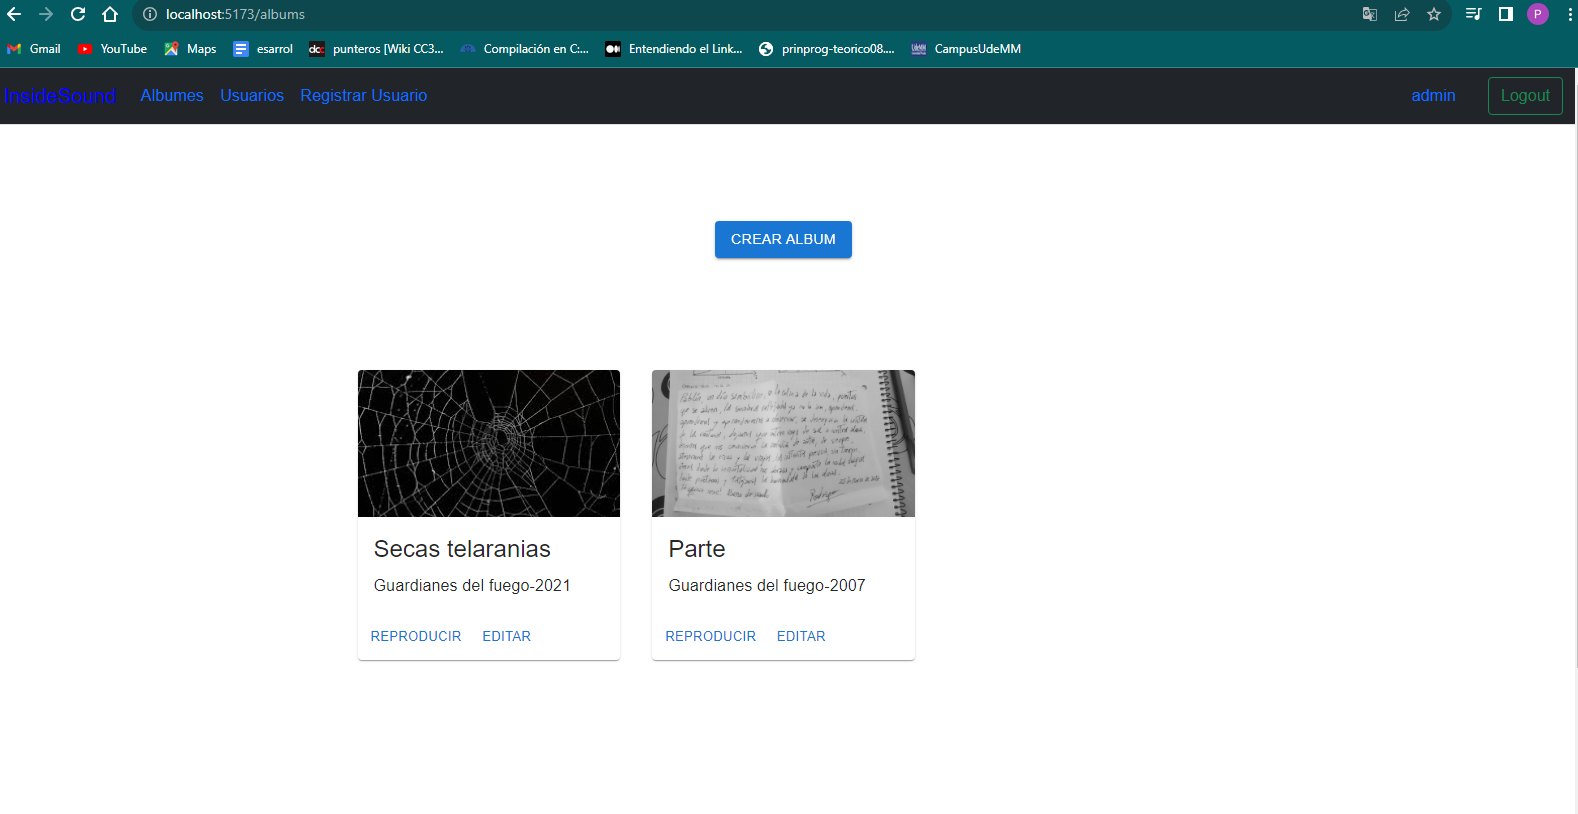 localhost:5173/albums
Gmail YouTube Maps esarrol punteros [Wiki CC3... Compilación en C:... Entendiendo el Link... prinprog-teorico08.... CampusUdeMM
P
InsideSound Albumes Usuarios Registrar Usuario admin Logout
CREAR ALBUM
Secas telaranias
Guardianes del fuego-2021
REPRODUCIR EDITAR
Parte
Guardianes del fuego-2007
REPRODUCIR EDITAR